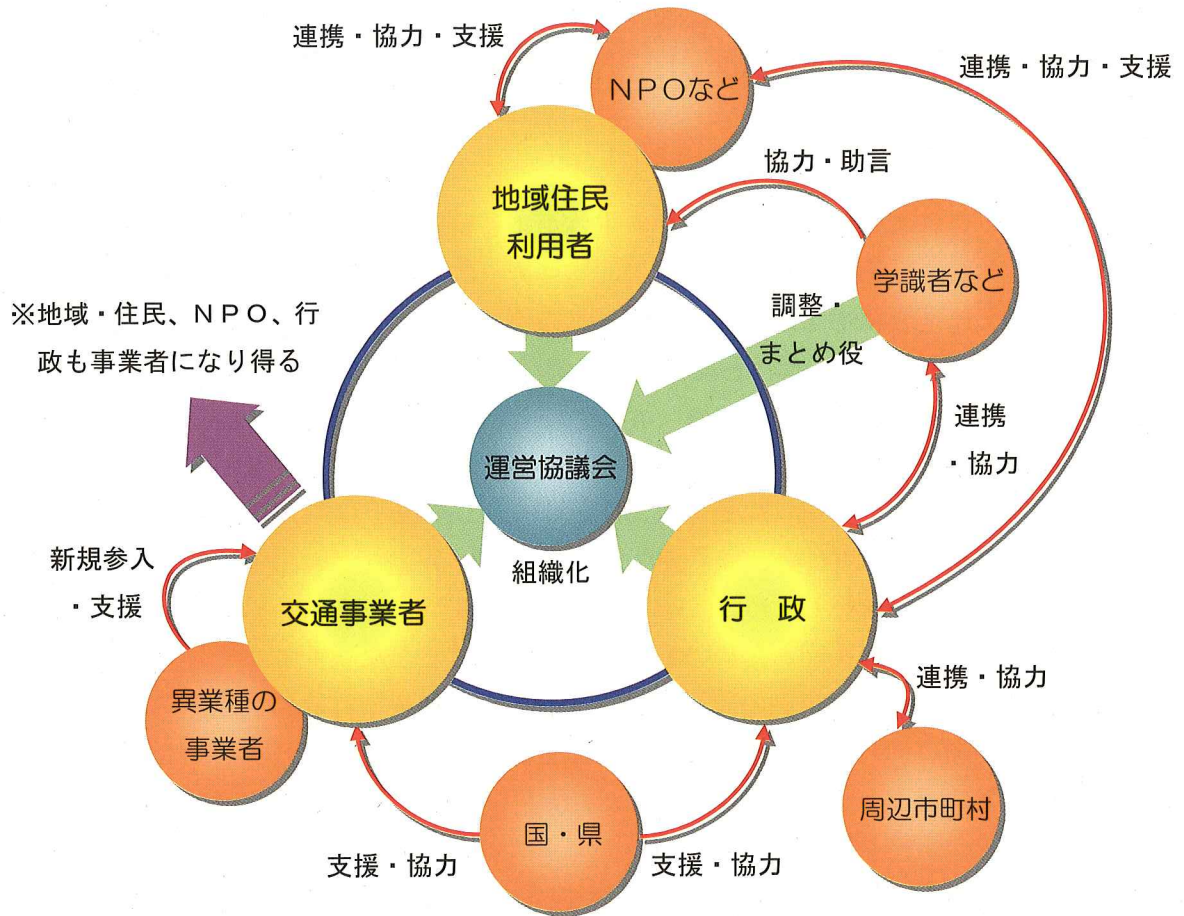 連携・協力・支援
NPOなど
連携・協力・支援
協力・助言
地域住民
利用者
学識者など
※地域・住民、NPO、行
政も事業者になり得る
調整・
まとめ役
連携
・協力
運営協議会
組織化
新規参入
・支援
交通事業者
行 政
異業種の
事業者
連携・協力
周辺市町村
国・県
支援・協力
支援・協力